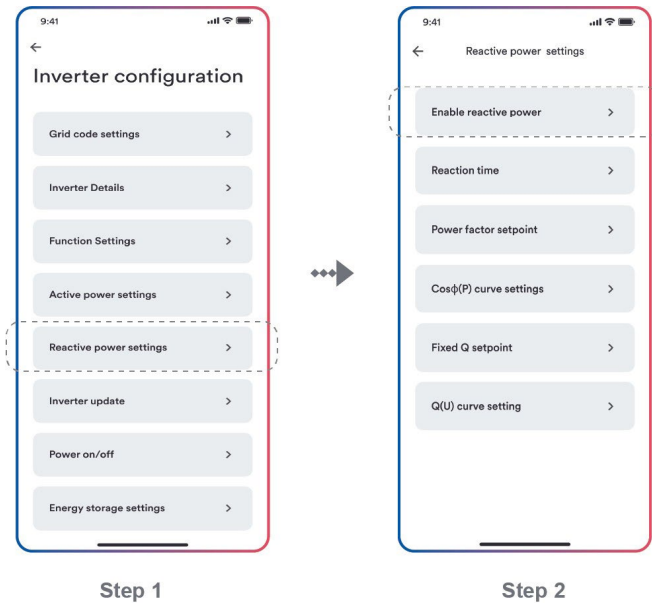 9:41
Inverter configuration
Grid code settings
Inverter Details
Function Settings
Active power settings
Reactive power settings
Inverter update
Power on/off
Energy storage settings
Step 1
9:41
Reactive power settings
Enable reactive power
Reaction time
Power factor setpoint
Cosϕ(P) curve settings
Fixed Q setpoint
Q(U) curve setting
Step 2